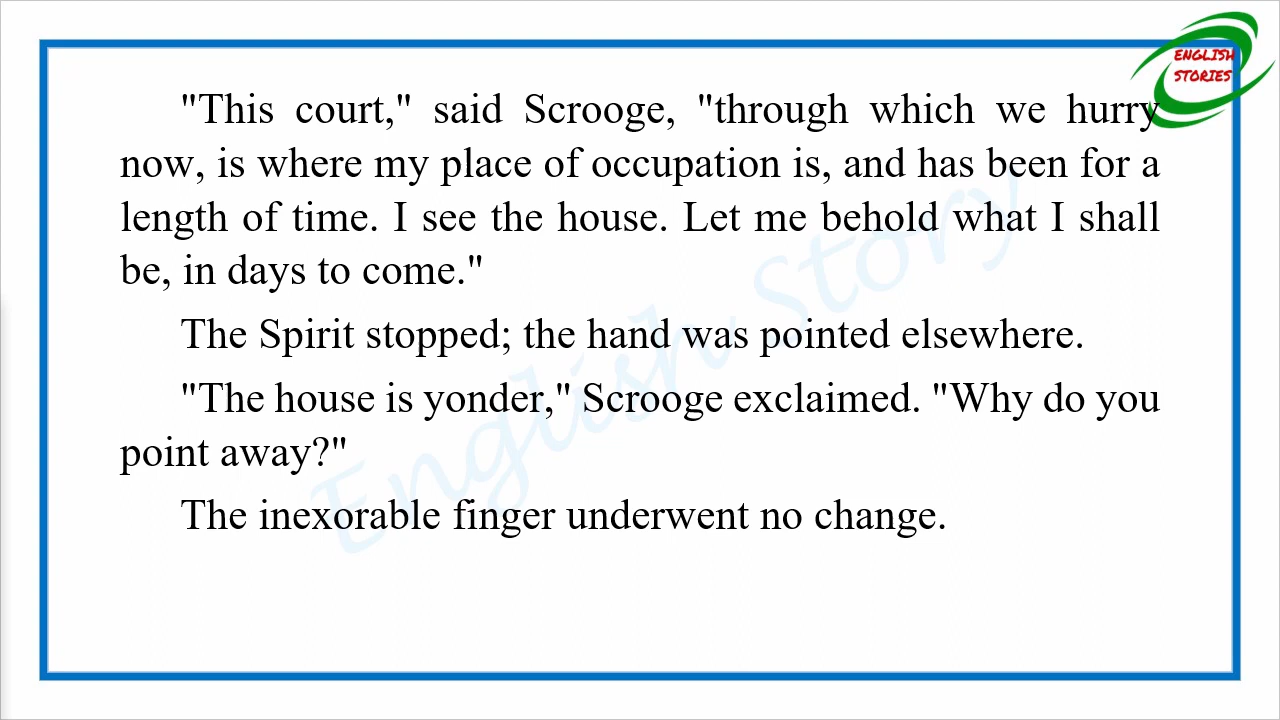 ENGLISH
STORIES
"This court," said Scrooge, "through which we hurry
now, is where my place of occupation is, and has been for a
length of time. I see the house. Let me behold what I shall
be, in days to come."
The Spirit stopped; the hand was pointed elsewhere.
"The house is yonder," Scrooge exclaimed. "Why do you
point away?"
The inexorable finger underwent no change.
English Story